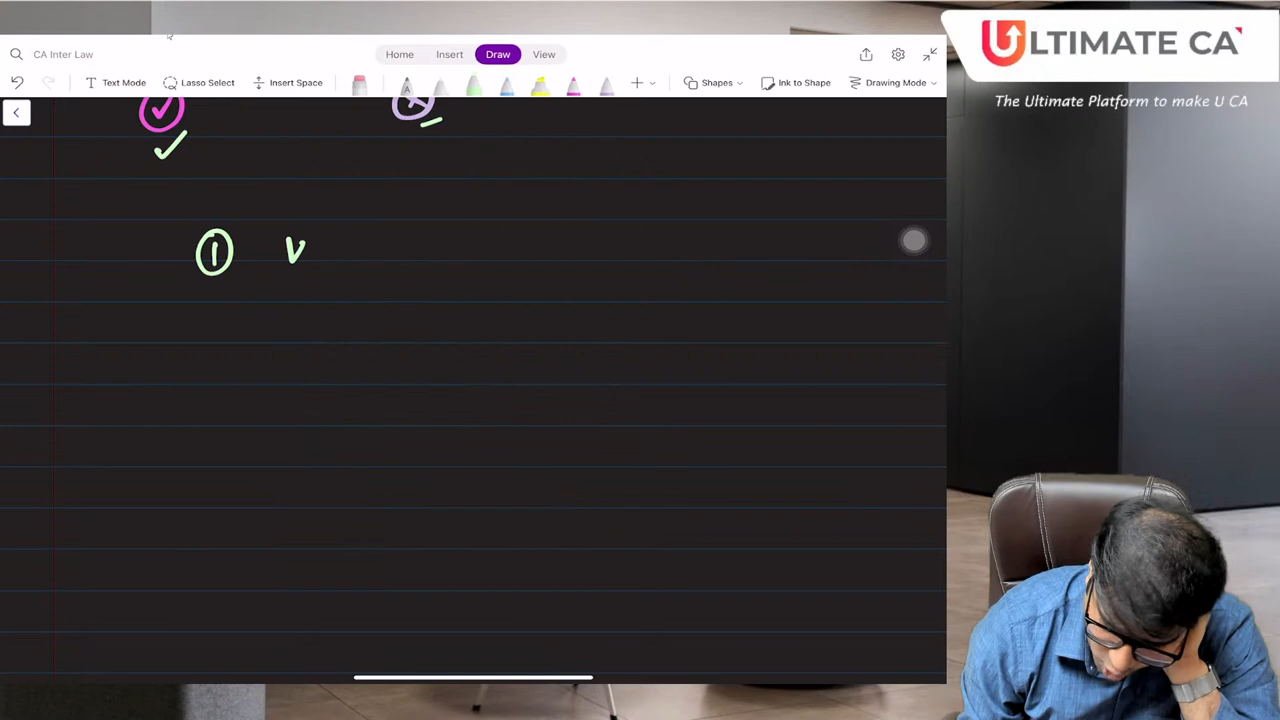 CA Inter Law
Home Insert Draw View
Text Mode Lasso Select Insert Space A Shapes Ink to Shape Drawing Mode
① V
ULTIMATE CA
The Ultimate Platform to make U CA